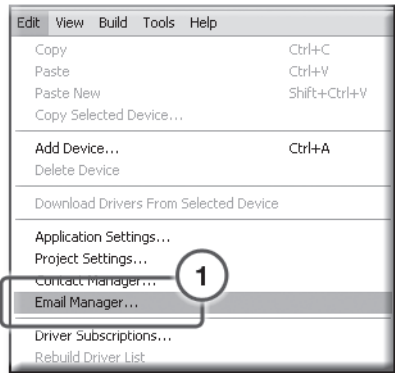 Edit View Build Tools Help
Copy Ctrl+C
Paste Ctrl+V
Paste New Shift+Ctrl+V
Copy Selected Device...
Add Device... Ctrl+A
Delete Device
Download Drivers From Selected Device
Application Settings...
Project Settings...
Contact Manager...
1
Email Manager...
Driver Subscriptions...
Rebuild Driver List